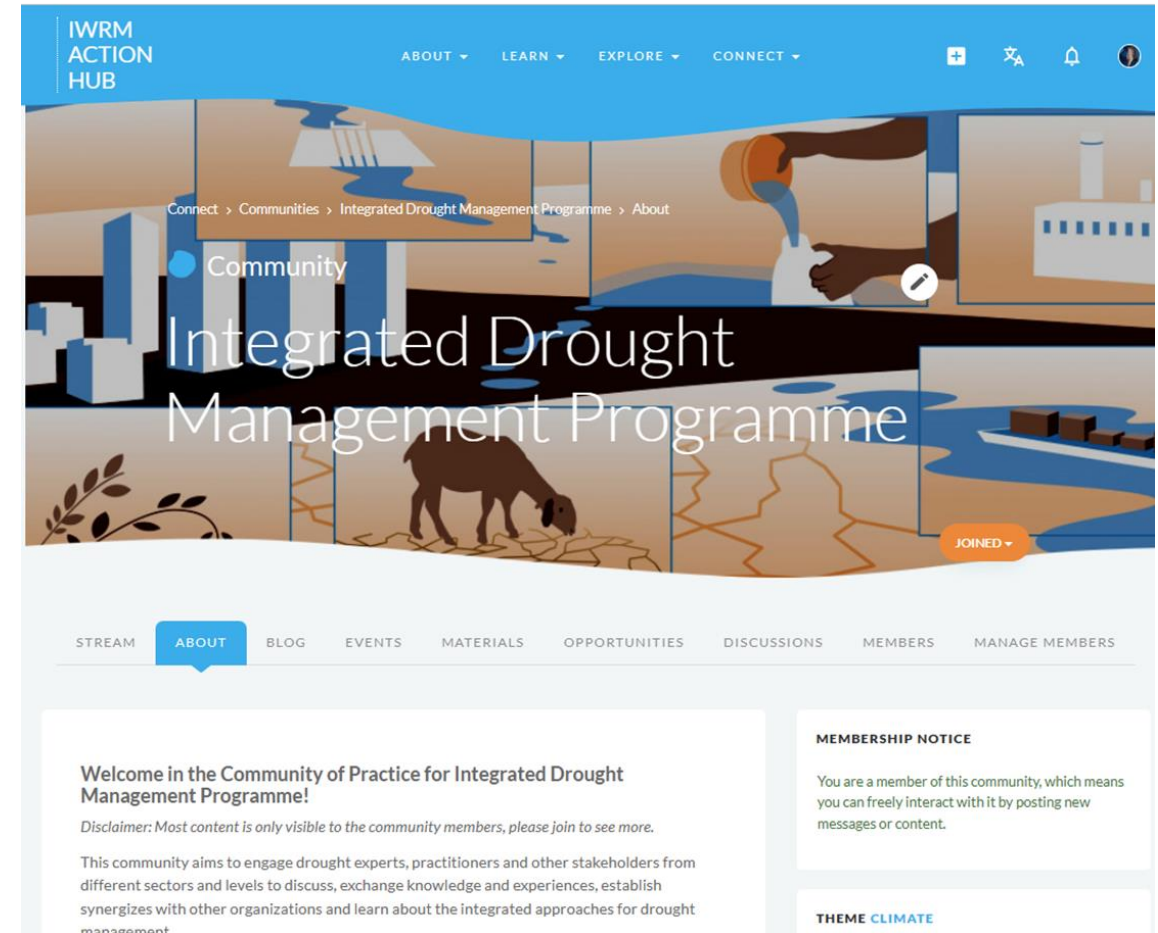 IWRM
ACTION
HUB
ABOUT LEARN EXPLORE CONNECT
Connect > Communities > Integrated Drought Management Programme > About
Community
Integrated Drought
Management Programme
JOINED
STREAM ABOUT BLOG EVENTS MATERIALS OPPORTUNITIES DISCUSSIONS MEMBERS MANAGE MEMBERS
Welcome in the Community of Practice for Integrated Drought
Management Programme!
Disclaimer: Most content is only visible to the community members, please join to see more.
This community aims to engage drought experts, practitioners and other stakeholders from
different sectors and levels to discuss, exchange knowledge and experiences, establish
synergizes with other organizations and learn about the integrated approaches for drought
management
MEMBERSHIP NOTICE
You are a member of this community, which means
you can freely interact with it by posting new
messages or content.
THEME CLIMATE